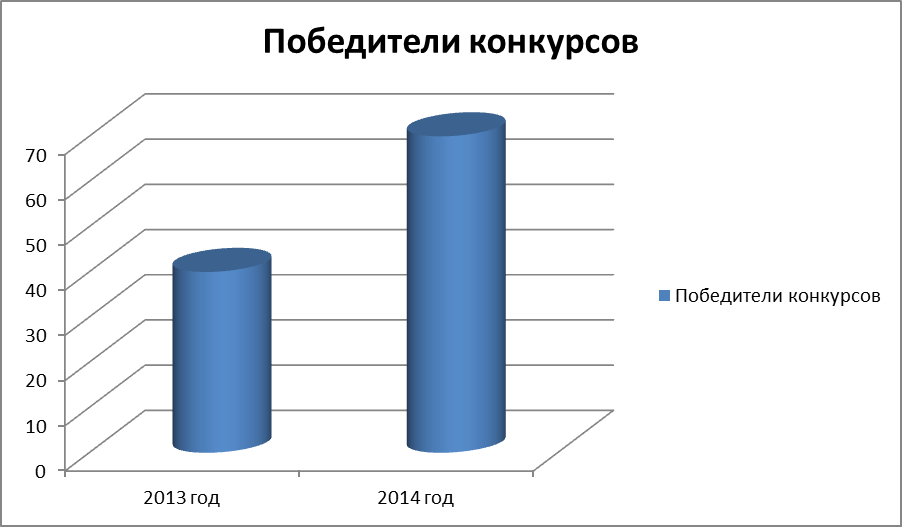 Победители конкурсов
70
60
50
40
30
20
10
0
2013 год
2014 год
Победители конкурсов